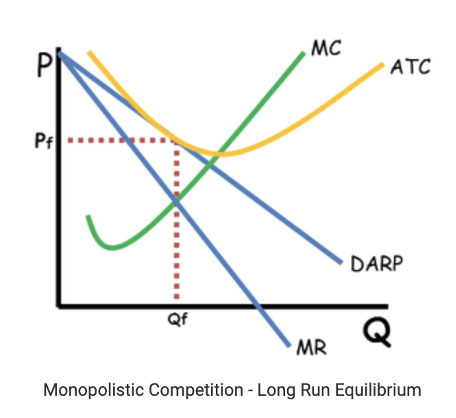 P
MC
ATC
Pf
DARP
Qf
Q
MR
Monopolistic Competition - Long Run Equilibrium